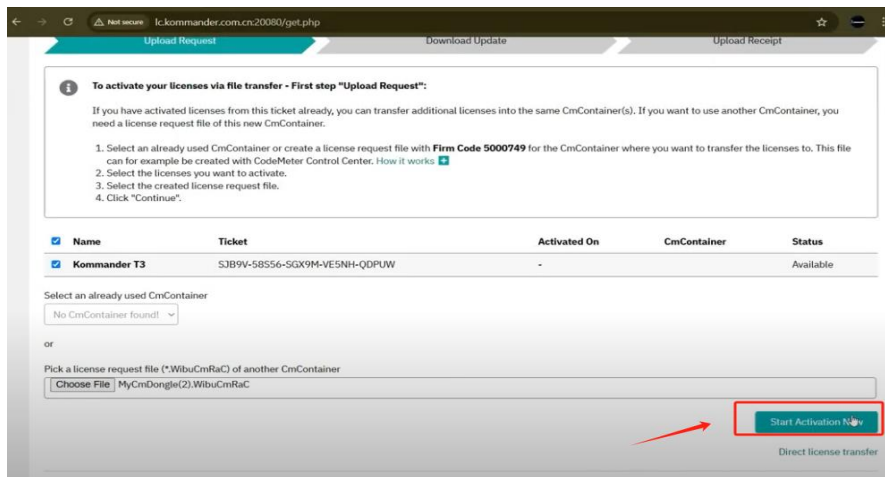 Not secure lc.kommander.com.cn:20080/get.php
Upload Request Download Update Upload Receipt
To activate your licenses via file transfer - First step "Upload Request":
If you have activated licenses from this ticket already, you can transfer additional licenses into the same CmContainer(s). If you want to use another CmContainer, you
need a license request file of this new CmContainer.
1. Select an already used CmContainer or create a license request file with Firm Code 5000749 for the CmContainer where you want to transfer the licenses to. This file
can for example be created with CodeMeter Control Center. How it works
2. Select the licenses you want to activate.
3. Select the created license request file.
4. Click "Continue".
Name Ticket Activated On CmContainer Status
Kommander T3 SJB9V-58S56-SGX9M-VE5NH-QDPUW - Available
Select an already used CmContainer
No CmContainer found!
or
Pick a license request file (*.WibuCmRaC) of another CmContainer
Choose File MyCmDongle(2).WibuCmRaC
Start Activation Now
Direct license transfer